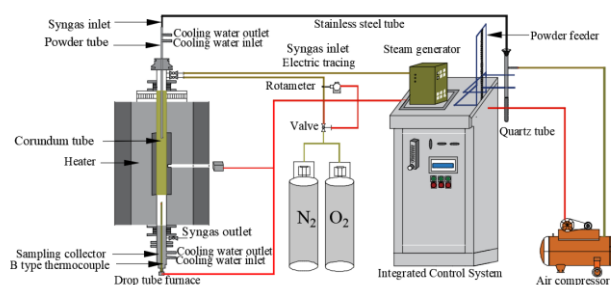 Syngas inlet
Powder tube
Cooling water outlet
Cooling water inlet
Stainless steel tube
Syngas inlet
Electric tracing
Steam generator
Powder feeder
Rotameter
Corundum tube
Heater
Valve
Quartz tube
N2
O2
Syngas outlet
Sampling collector
B type thermocouple
Cooling water outlet
Cooling water inlet
Drop tube furnace
Integrated Control System
Air compressor